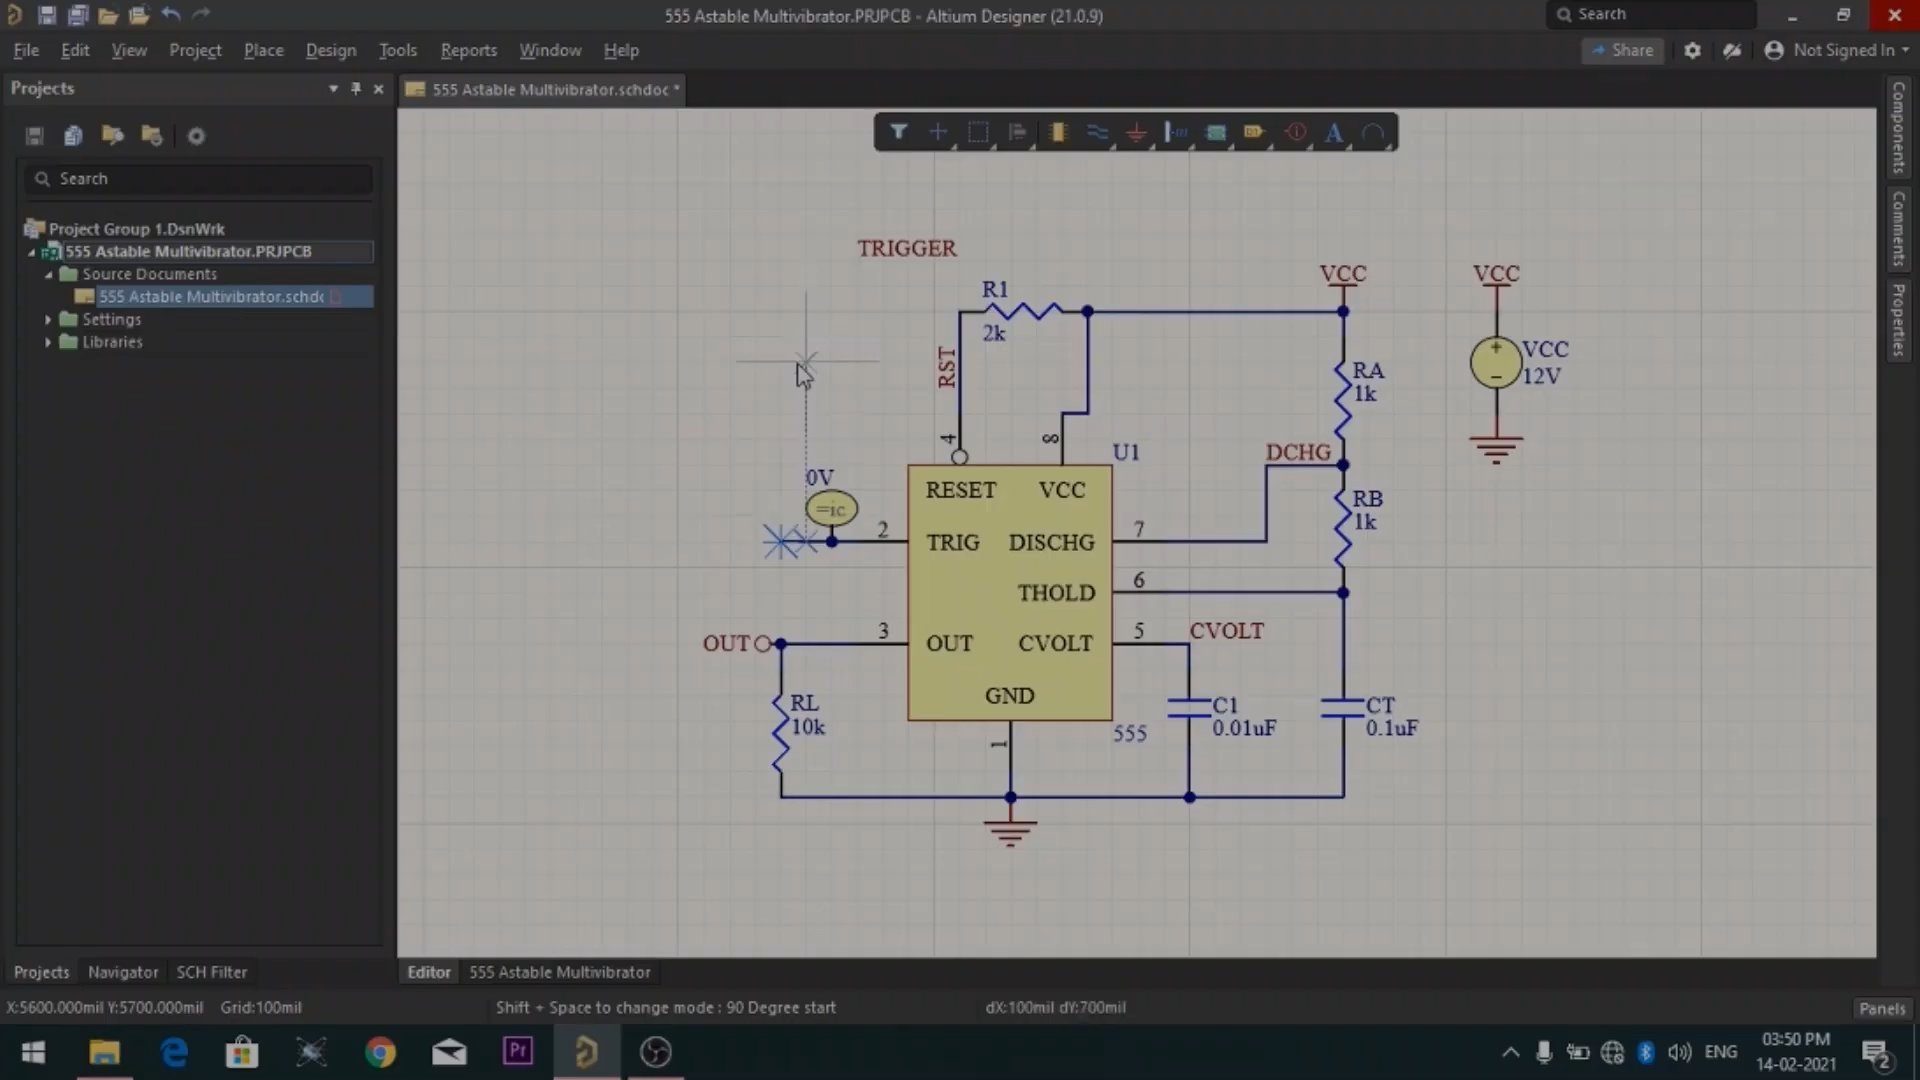 555 Astable Multivibrator.PRJPCB - Altium Designer (21.0.9)
Search
File Edit View Project Place Design Tools Reports Window Help
Share
Not Signed In
Projects
555 Astable Multivibrator.schdoc *
Search
Project Group 1.DsnWrk
555 Astable Multivibrator.PRJPCB
Source Documents
555 Astable Multivibrator.schdc
Settings
Libraries
Components
Comments
Properties
TRIGGER
R1
2k
RST
VCC
VCC
VCC
12V
RA
1k
4
8
U1
DCHG
0V
=ic
RESET VCC
RB
1k
2
TRIG DISCHG
7
THOLD
6
OUT
3
OUT CVOLT
5
CVOLT
GND
RL
10k
1
555
C1
0.01uF
CT
0.1uF
Projects Navigator SCH Filter
Editor 555 Astable Multivibrator
X:5600.000mil Y:5700.000mil Grid:100mil
Shift + Space to change mode : 90 Degree start
dX:100mil dY:700mil
Panels
Pr
ENG
03:50 PM
14-02-2021
2